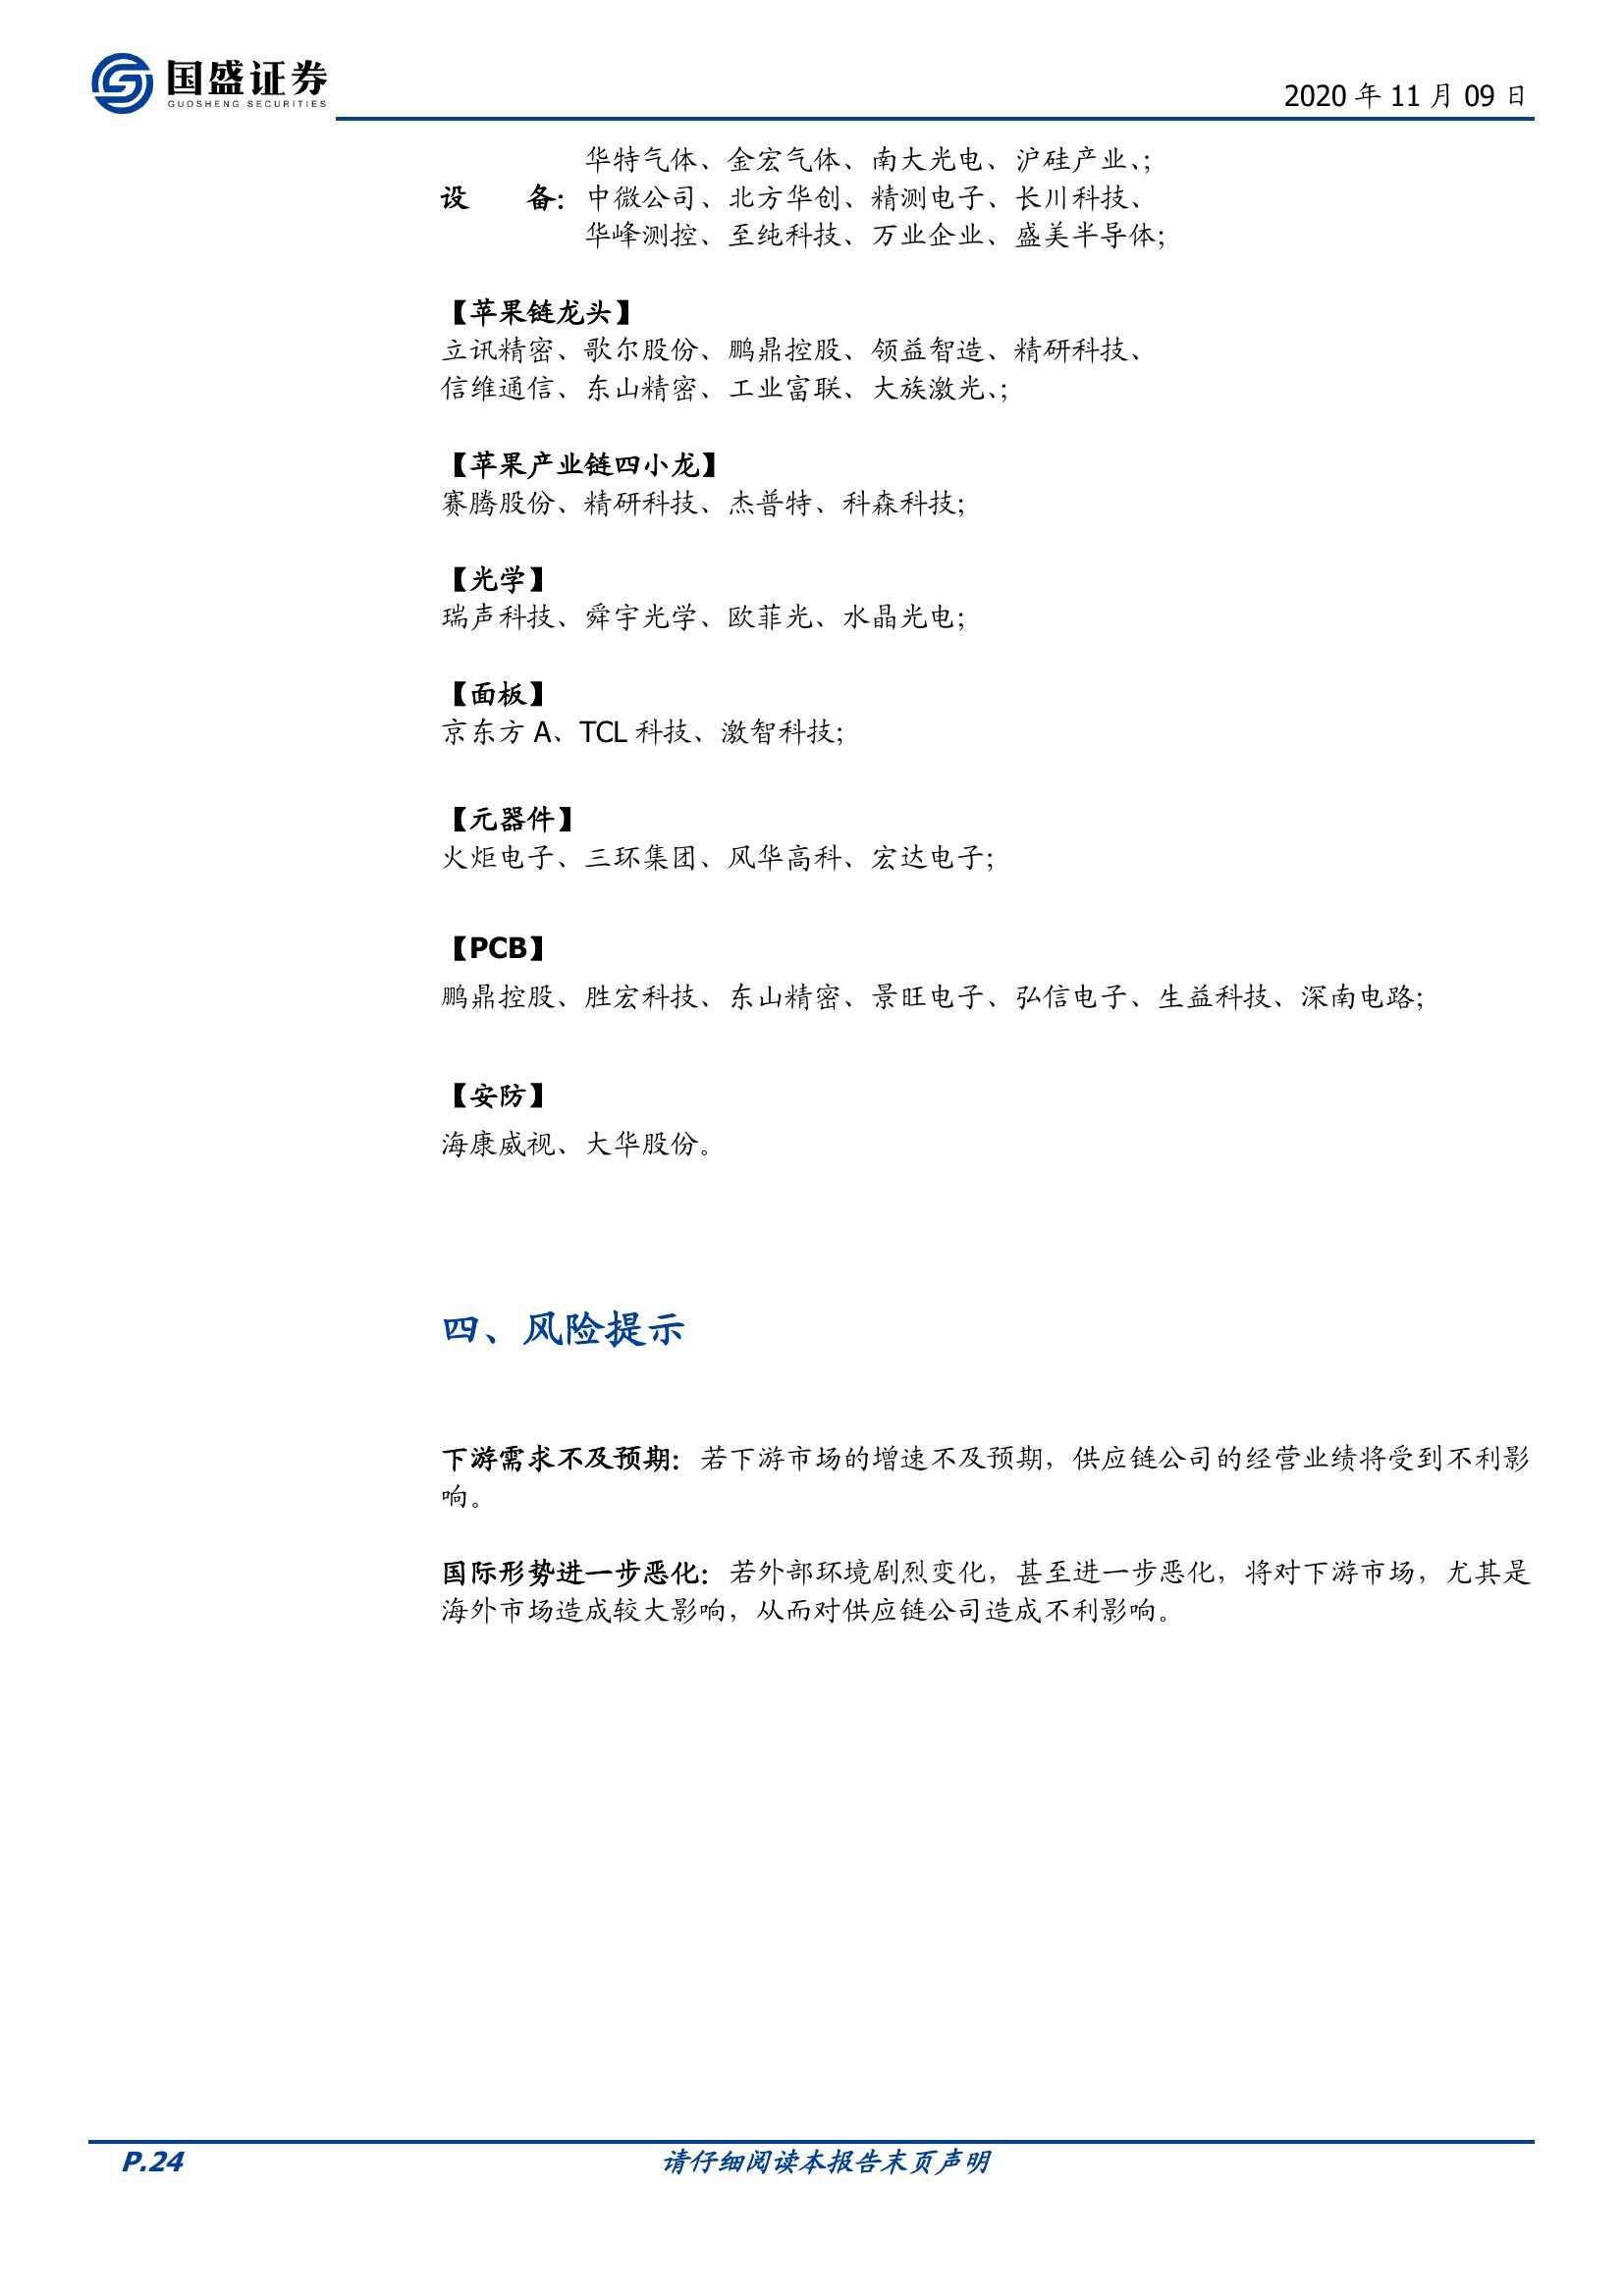 国盛证券
GUOSHENG SECURITIES
2020 年 11 月 09 日
华特气体、金宏气体、南大光电、沪硅产业、;
设 备：中微公司、北方华创、精测电子、长川科技、
华峰测控、至纯科技、万业企业、盛美半导体;
【苹果链龙头】
立讯精密、歌尔股份、鹏鼎控股、领益智造、精研科技、
信维通信、东山精密、工业富联、大族激光、;
【苹果产业链四小龙】
赛腾股份、精研科技、杰普特、科森科技;
【光学】
瑞声科技、舜宇光学、欧菲光、水晶光电;
【面板】
京东方 A、TCL 科技、激智科技;
【元器件】
火炬电子、三环集团、风华高科、宏达电子;
【PCB】
鹏鼎控股、胜宏科技、东山精密、景旺电子、弘信电子、生益科技、深南电路;
【安防】
海康威视、大华股份。
四、风险提示
下游需求不及预期：若下游市场的增速不及预期，供应链公司的经营业绩将受到不利影
响。
国际形势进一步恶化：若外部环境剧烈变化，甚至进一步恶化，将对下游市场，尤其是
海外市场造成较大影响，从而对供应链公司造成不利影响。
P.24
请仔细阅读本报告末页声明